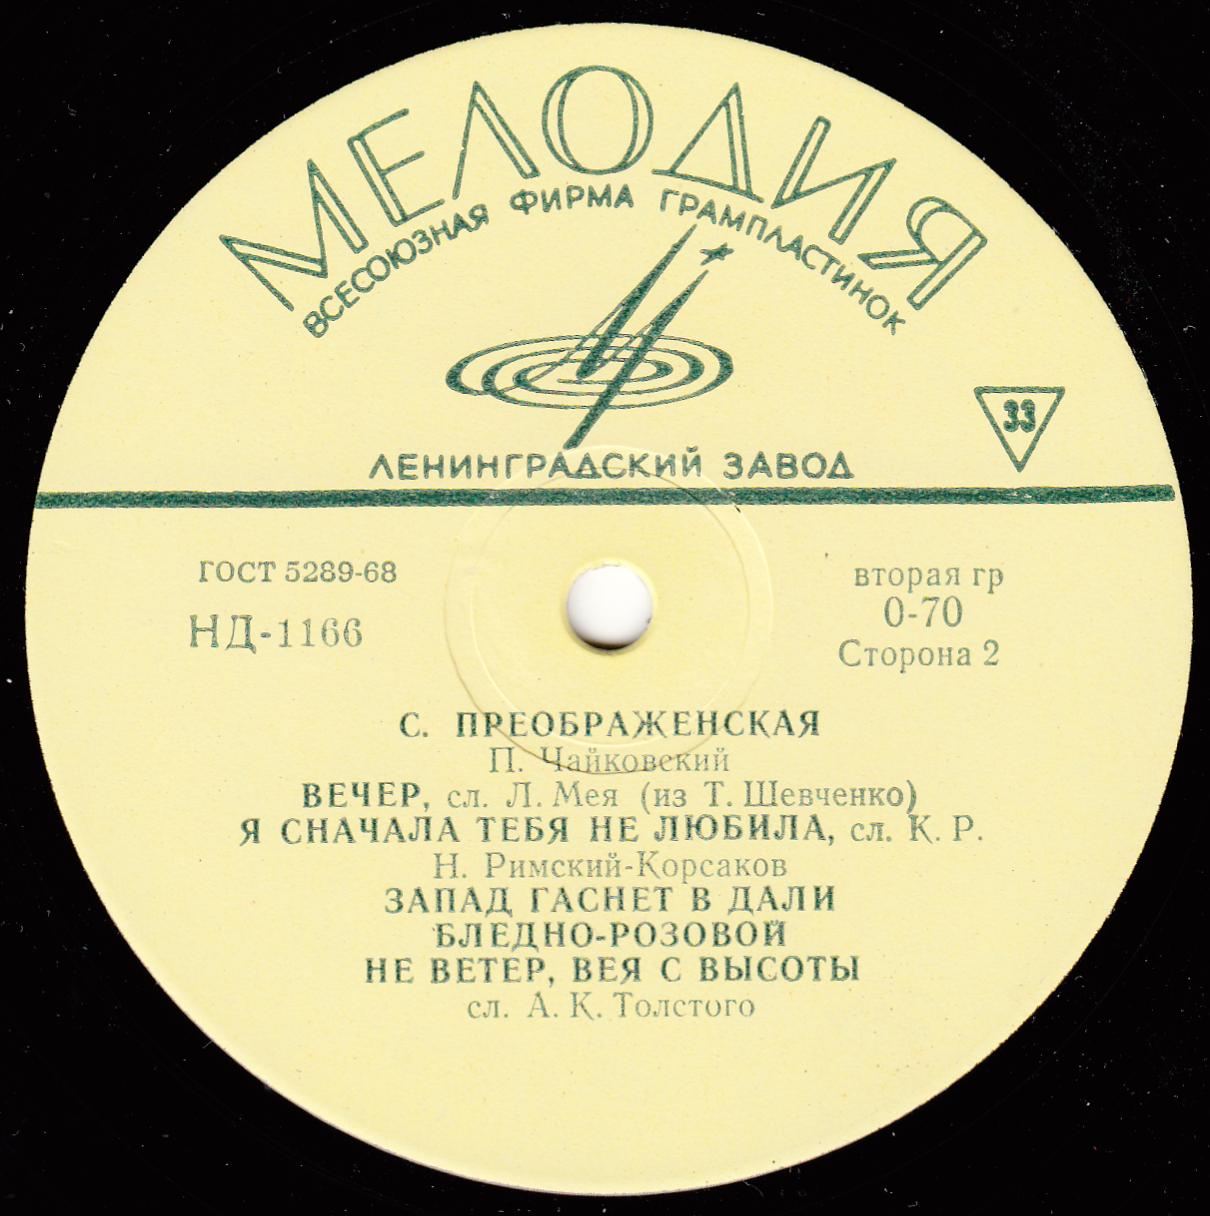 МЕЛОДИЯ
ВСЕСОЮЗНАЯ ФИРМА ГРАМПЛАСТИНОК
33
ЛЕНИНГРАДСКИЙ ЗАВОД
ГОСТ 5289-68
НД-1166
вторая гр
0-70
Сторона 2
С. ПРЕОБРАЖЕНСКАЯ
П. Чайковский
ВЕЧЕР, сл. Л. Мея (из Т. Шевченко)
Я СНАЧАЛА ТЕБЯ НЕ ЛЮБИЛА, сл. К. Р.
Н. Римский-Корсаков
ЗАПАД ГАСНЕТ В ДАЛИ
БЛЕДНО-РОЗОВОЙ
НЕ ВЕТЕР, ВЕЯ С ВЫСОТЫ
сл. А. К. Толстого